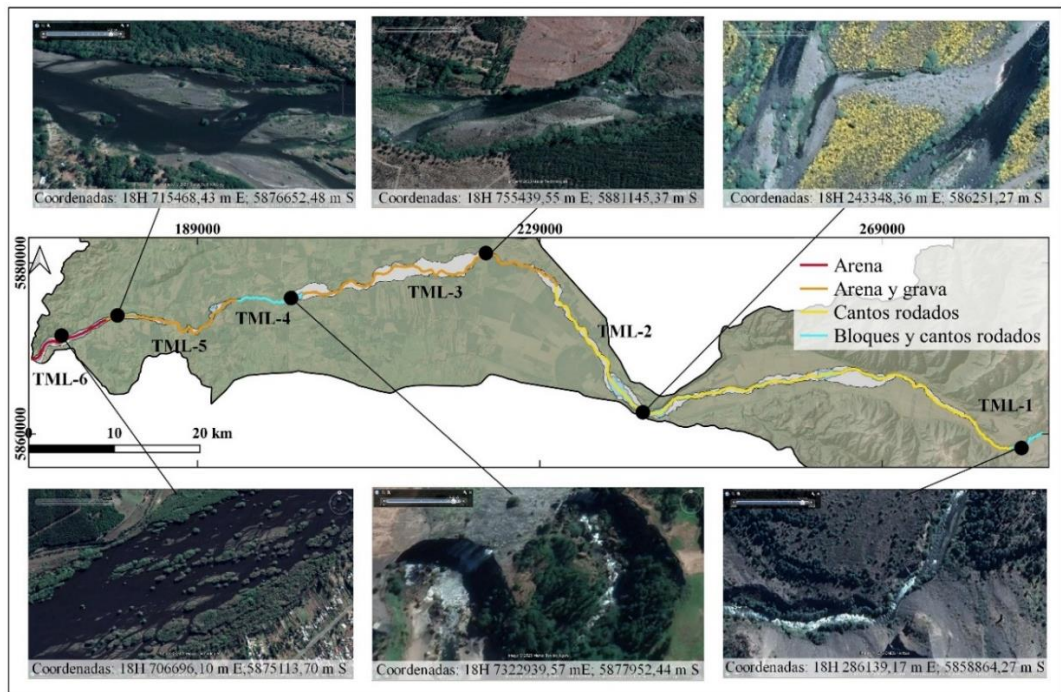 Coordenadas: 18H 715468,43 m E; 5876652,48 m S
Coordenadas: 18H 755439,55 m E; 5881145,37 m S
Coordenadas: 18H 243348,36 m E; 586251,27 m S
189000
229000
269000
5880000
5860000
Arena
Arena y grava
Cantos rodados
Bloques y cantos rodados
TML-3
TML-4
TML-2
TML-5
TML-6
TML-1
0 10 20 km
Coordenadas: 18H 706696,10 m E; 5875113,70 m S
Coordenadas: 18H 7322939,57 mE; 5877952,44 m S
Coordenadas: 18H 286139,17 m E; 5858864,27 m S